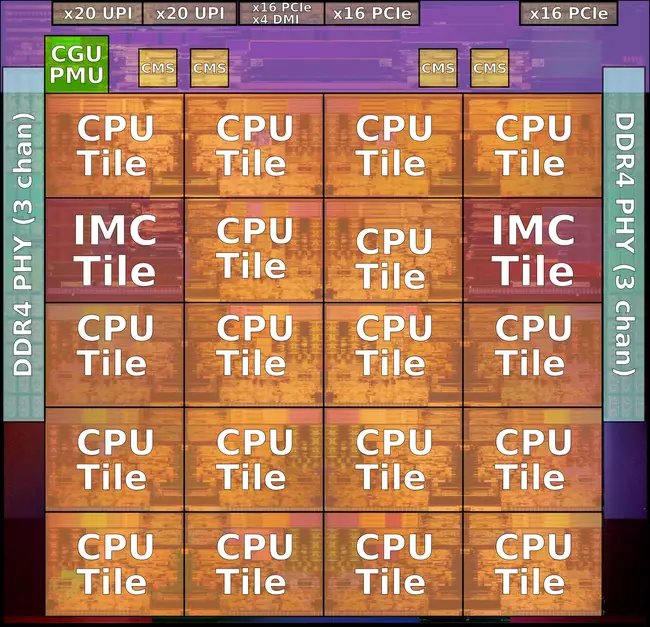 x20 UPI
x20 UPI
x16 PCIe
x4 DMI
x16 PCIe
x16 PCIe
CGU
PMU
CMS
CMS
CMS
CMS
DDR4 PHY (3 chan)
DDR4 PHY (3 chan)
CPU
Tile
CPU
Tile
CPU
Tile
CPU
Tile
IMC
Tile
CPU
Tile
CPU
Tile
IMC
Tile
CPU
Tile
CPU
Tile
CPU
Tile
CPU
Tile
CPU
Tile
CPU
Tile
CPU
Tile
CPU
Tile
CPU
Tile
CPU
Tile
CPU
Tile
CPU
Tile